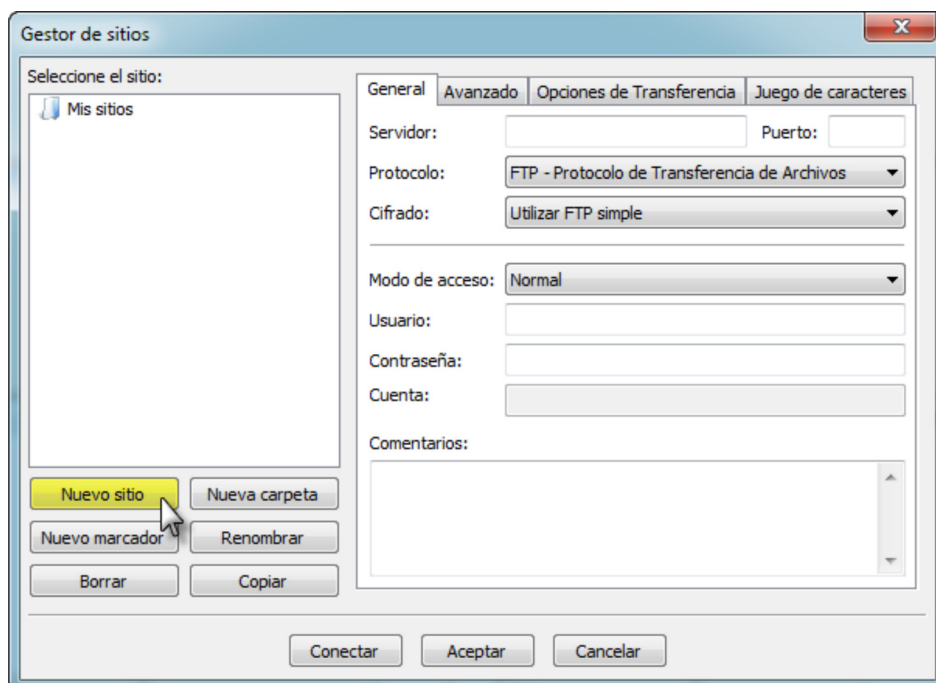 Gestor de sitios
Seleccione el sitio:
Mis sitios
Nuevo sitio
Nueva carpeta
Nuevo marcador
Renombrar
Borrar
Copiar
General
Avanzado
Opciones de Transferencia
Juego de caracteres
Servidor:
Puerto:
Protocolo:
FTP - Protocolo de Transferencia de Archivos
Cifrado:
Utilizar FTP simple
Modo de acceso:
Normal
Usuario:
Contraseña:
Cuenta:
Comentarios:
Conectar
Aceptar
Cancelar